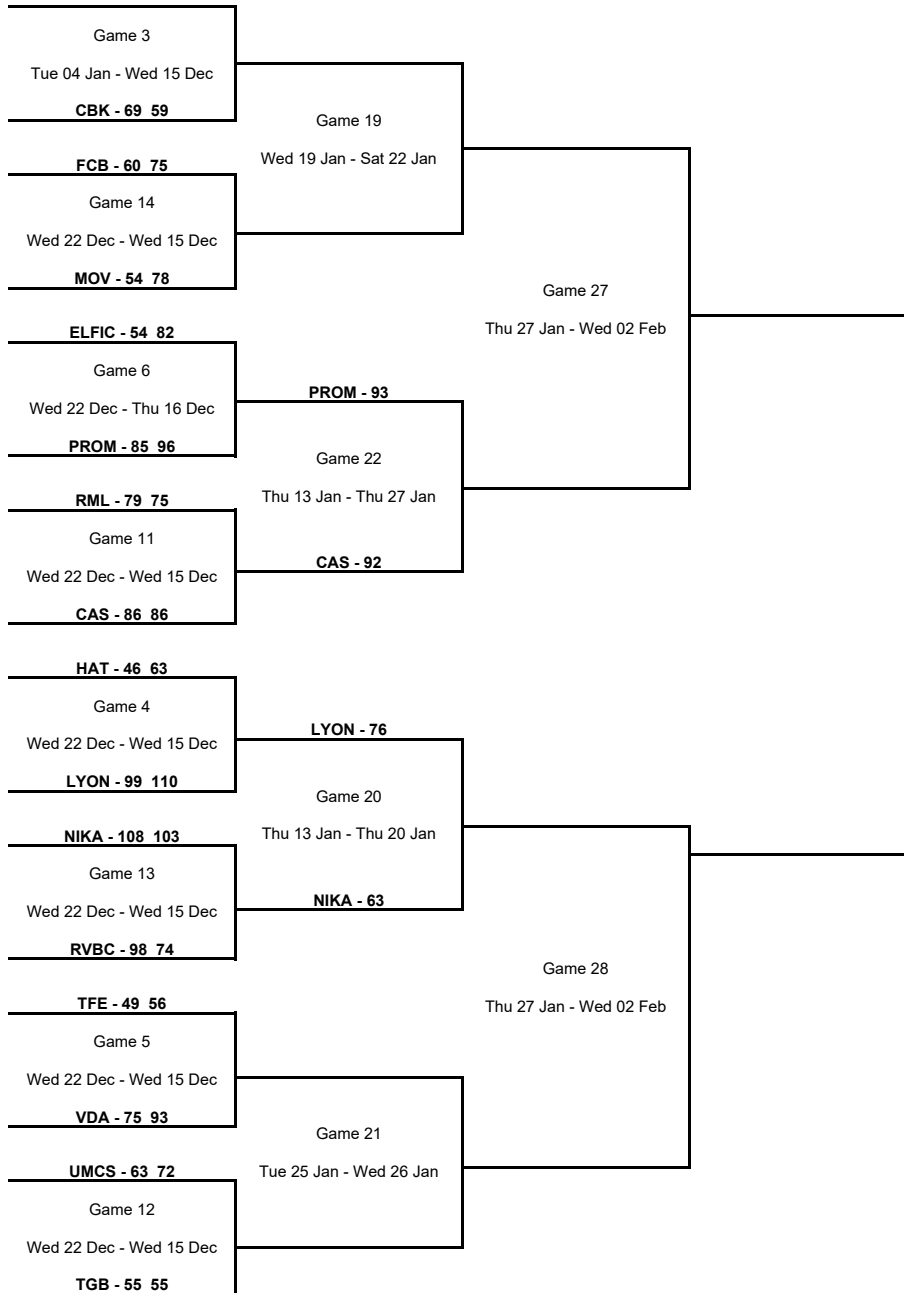 Game 3
Tue 04 Jan - Wed 15 Dec
CBK - 69 59
Game 19
Wed 19 Jan - Sat 22 Jan
FCB - 60 75
Game 14
Wed 22 Dec - Wed 15 Dec
MOV - 54 78
Game 27
Thu 27 Jan - Wed 02 Feb
ELFIC - 54 82
Game 6
Wed 22 Dec - Thu 16 Dec
PROM - 85 96
PROM - 93
Game 22
Thu 13 Jan - Thu 27 Jan
CAS - 92
RML - 79 75
Game 11
Wed 22 Dec - Wed 15 Dec
CAS - 86 86
HAT - 46 63
Game 4
Wed 22 Dec - Wed 15 Dec
LYON - 99 110
LYON - 76
Game 20
Thu 13 Jan - Thu 20 Jan
NIKA - 63
NIKA - 108 103
Game 13
Wed 22 Dec - Wed 15 Dec
RVBC - 98 74
Game 28
Thu 27 Jan - Wed 02 Feb
TFE - 49 56
Game 5
Wed 22 Dec - Wed 15 Dec
VDA - 75 93
Game 21
Tue 25 Jan - Wed 26 Jan
UMCS - 63 72
Game 12
Wed 22 Dec - Wed 15 Dec
TGB - 55 55